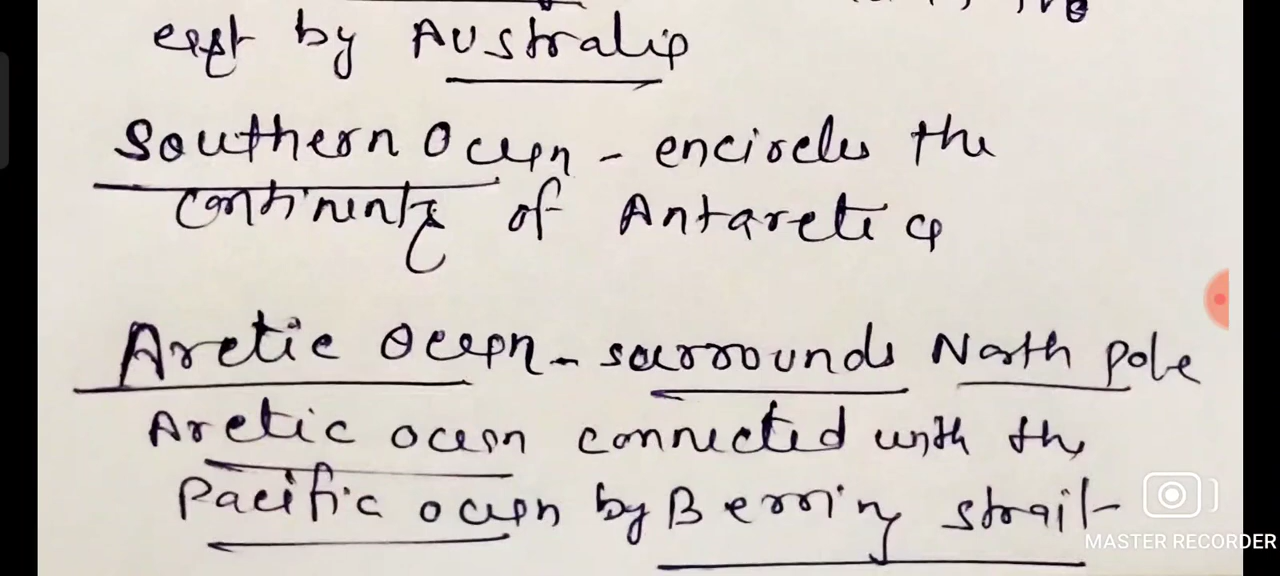 east by Australia
Southern Ocean - encircles the
continents of Antarctica
Arctic Ocean - surrounds North pole
Arctic ocean connected with the
Pacific ocean by Berring strait
MASTER RECORDER